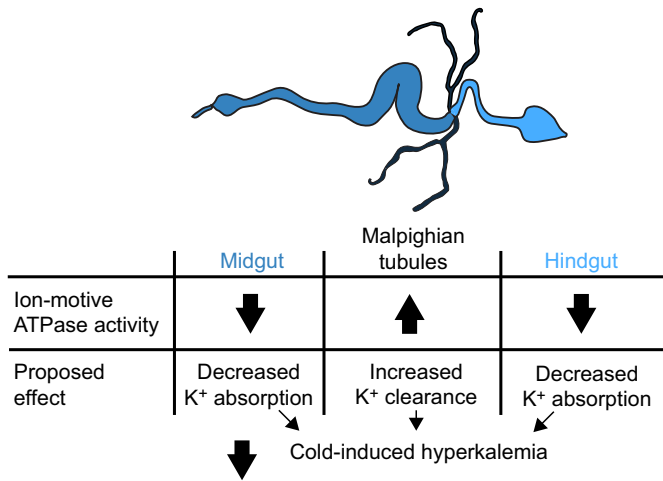 Midgut
Malpighian
tubules
Hindgut
Ion-motive
ATPase activity
Proposed
effect
Decreased
K⁺ absorption
Increased
K⁺ clearance
Decreased
K⁺ absorption
Cold-induced hyperkalemia